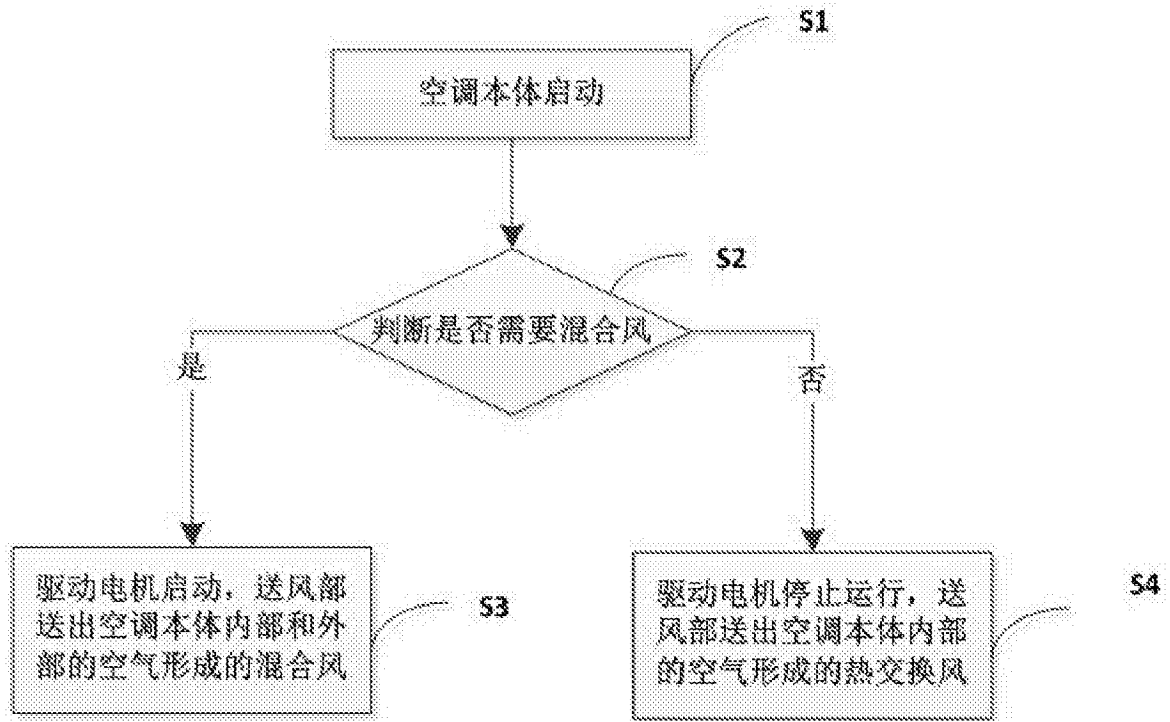 S1
空调本体启动
S2
判断是否需要混合风
是
否
驱动电机启动，送风部
送出空调本体内部和外
部的空气形成的混合风
S3
驱动电机停止运行，送
风部送出空调本体内部
的空气形成的热交换风
S4